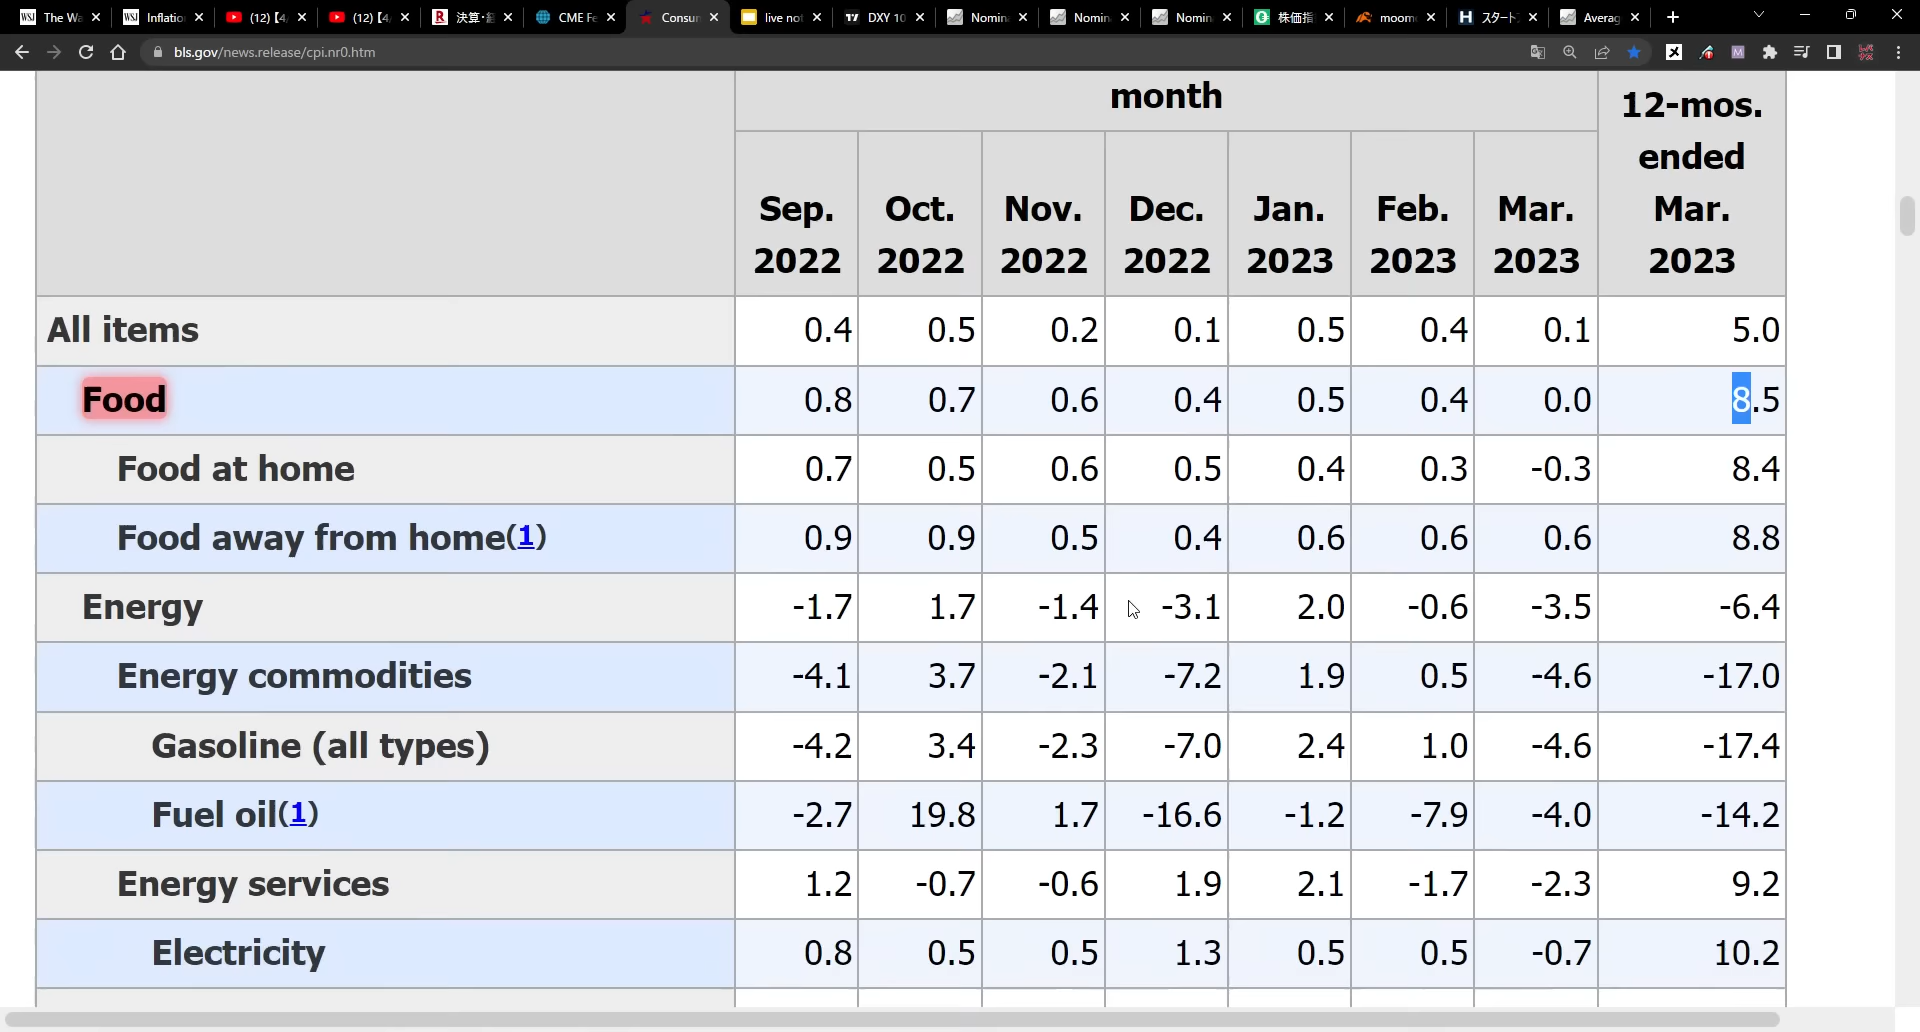 The Wa
Inflatio
(12)【4
(12)【4
決算・
CME Fe
Consun
live no
DXY 10
Nomin
Nomin
Nomin
株価指
moom
スタート
Averag
bls.gov/news.release/cpi.nr0.htm
month
12-mos. ended Mar. 2023
Sep. 2022 Oct. 2022 Nov. 2022 Dec. 2022 Jan. 2023 Feb. 2023 Mar. 2023
All items 0.4 0.5 0.2 0.1 0.5 0.4 0.1 5.0
Food 0.8 0.7 0.6 0.4 0.5 0.4 0.0 8.5
Food at home 0.7 0.5 0.6 0.5 0.4 0.3 -0.3 8.4
Food away from home(1) 0.9 0.9 0.5 0.4 0.6 0.6 0.6 8.8
Energy -1.7 1.7 -1.4 -3.1 2.0 -0.6 -3.5 -6.4
Energy commodities -4.1 3.7 -2.1 -7.2 1.9 0.5 -4.6 -17.0
Gasoline (all types) -4.2 3.4 -2.3 -7.0 2.4 1.0 -4.6 -17.4
Fuel oil(1) -2.7 19.8 1.7 -16.6 -1.2 -7.9 -4.0 -14.2
Energy services 1.2 -0.7 -0.6 1.9 2.1 -1.7 -2.3 9.2
Electricity 0.8 0.5 0.5 1.3 0.5 0.5 -0.7 10.2